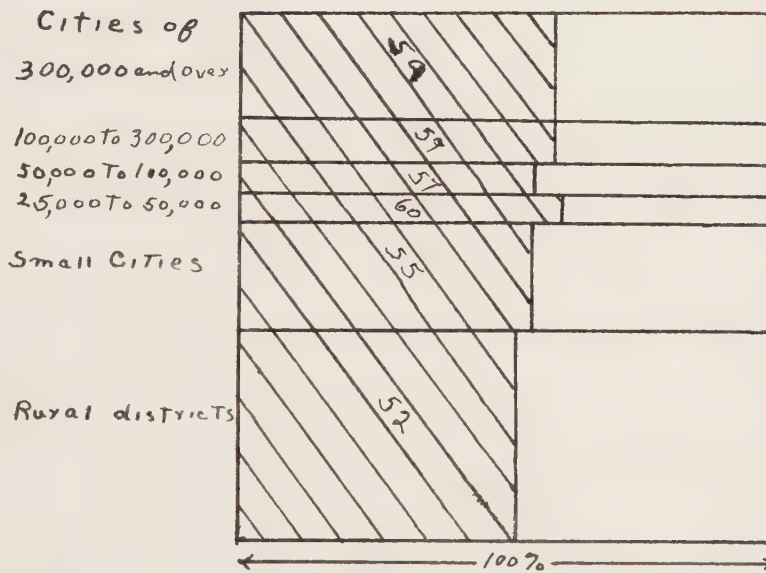 Cities of
300,000 and over 59
100,000 To 300,000 59
50,000 To 100,000 57
25,000 To 50,000 60
Small Cities 55
Rural districts 52
100%